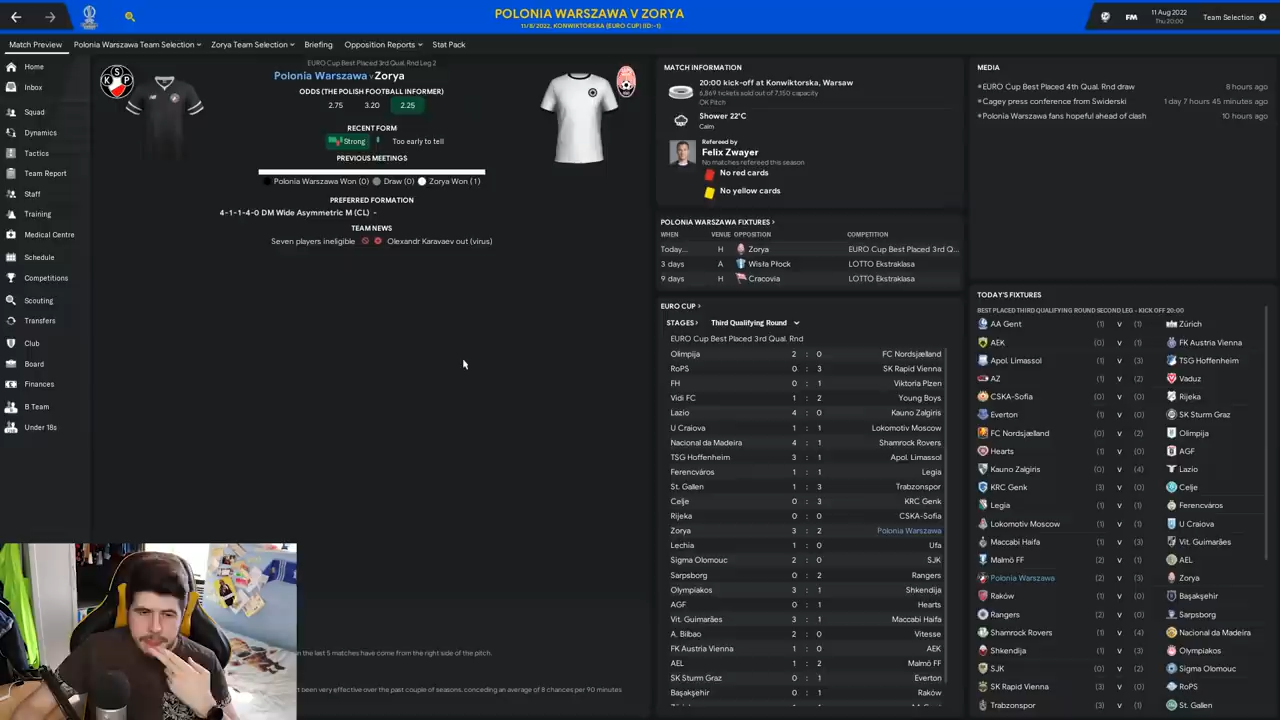 POLONIA WARSZAWA V ZORYA
11/8/2022, KONWIKTORSKA (EURO CUP) (ID:-1)
FM
11 Aug 2022
Thu 20:00
Team Selection
Match Preview
Polonia Warszawa Team Selection
Zorya Team Selection
Briefing
Opposition Reports
Stat Pack
Home
Inbox
Squad
Dynamics
Tactics
Team Report
Staff
Training
Medical Centre
Schedule
Competitions
Scouting
Transfers
Club
Board
Finances
B Team
Under 18s
KSP
EURO Cup Best Placed 3rd Qual. Rnd Leg 2
Polonia Warszawa v Zorya
ODDS (THE POLISH FOOTBALL INFORMER)
2.75 3.20 2.25
RECENT FORM
Strong Too early to tell
PREVIOUS MEETINGS
Polonia Warszawa Won (0) Draw (0) Zorya Won (1)
PREFERRED FORMATION
4-1-1-4-0 DM Wide Asymmetric M (CL) -
TEAM NEWS
Seven players ineligible Olexandr Karavaev out (virus)
n the last 5 matches have come from the right side of the pitch.
been very effective over the past couple of seasons, conceding an average of 8 chances per 90 minutes
MATCH INFORMATION
20:00 kick-off at Konwiktorska, Warsaw
6,869 tickets sold out of 7,150 capacity
OK Pitch
Shower 22°C
Calm
Refereed by
Felix Zwayer
No matches refereed this season
No red cards
No yellow cards
POLONIA WARSZAWA FIXTURES >
WHEN VENUE OPPOSITION COMPETITION
Today... H Zorya EURO Cup Best Placed 3rd Q...
3 days A Wisła Płock LOTTO Ekstraklasa
9 days H Cracovia LOTTO Ekstraklasa
EURO CUP >
STAGES > Third Qualifying Round
EURO Cup Best Placed 3rd Qual. Rnd
Olimpija 2 : 0 FC Nordsjælland
RoPS 0 : 3 SK Rapid Vienna
FH 0 : 1 Viktoria Plzen
Vidi FC 1 : 2 Young Boys
Lazio 4 : 0 Kauno Zalgiris
U Craiova 1 : 1 Lokomotiv Moscow
Nacional da Madeira 4 : 1 Shamrock Rovers
TSG Hoffenheim 3 : 1 Apol. Limassol
Ferencváros 1 : 1 Legia
St. Gallen 1 : 3 Trabzonspor
Celje 0 : 3 KRC Genk
Rijeka 0 : 0 CSKA-Sofia
Zorya 3 : 2 Polonia Warszawa
Lechia 1 : 0 Ufa
Sigma Olomouc 2 : 0 SJK
Sarpsborg 0 : 2 Rangers
Olympiakos 3 : 1 Shkendija
AGF 0 : 1 Hearts
Vit. Guimarães 3 : 1 Maccabi Haifa
A. Bilbao 2 : 0 Vitesse
FK Austria Vienna 1 : 0 AEK
AEL 1 : 2 Malmö FF
SK Sturm Graz 0 : 1 Everton
Başakşehir 0 : 1 Raków
MEDIA
EURO Cup Best Placed 4th Qual. Rnd draw 8 hours ago
Cagey press conference from Swiderski 1 day 7 hours 45 minutes ago
Polonia Warszawa fans hopeful ahead of clash 10 hours ago
TODAY'S FIXTURES
BEST PLACED THIRD QUALIFYING ROUND SECOND LEG - KICK OFF 20:00
AA Gent (1) v (1) Zürich
AEK (0) v (1) FK Austria Vienna
Apol. Limassol (1) v (3) TSG Hoffenheim
AZ (1) v (2) Vaduz
CSKA-Sofia (0) v (0) Rijeka
Everton (1) v (0) SK Sturm Graz
FC Nordsjælland (0) v (2) Olimpija
Hearts (1) v (0) AGF
Kauno Zalgiris (0) v (4) Lazio
KRC Genk (3) v (0) Celje
Legia (1) v (1) Ferencváros
Lokomotiv Moscow (1) v (1) U Craiova
Maccabi Haifa (1) v (3) Vit. Guimarães
Malmö FF (2) v (1) AEL
Polonia Warszawa (2) v (3) Zorya
Raków (1) v (0) Başakşehir
Rangers (2) v (0) Sarpsborg
Shamrock Rovers (1) v (4) Nacional da Madeira
Shkendija (1) v (3) Olympiakos
SJK (0) v (2) Sigma Olomouc
SK Rapid Vienna (3) v (0) RoPS
Trabzonspor (3) v (1) St. Gallen